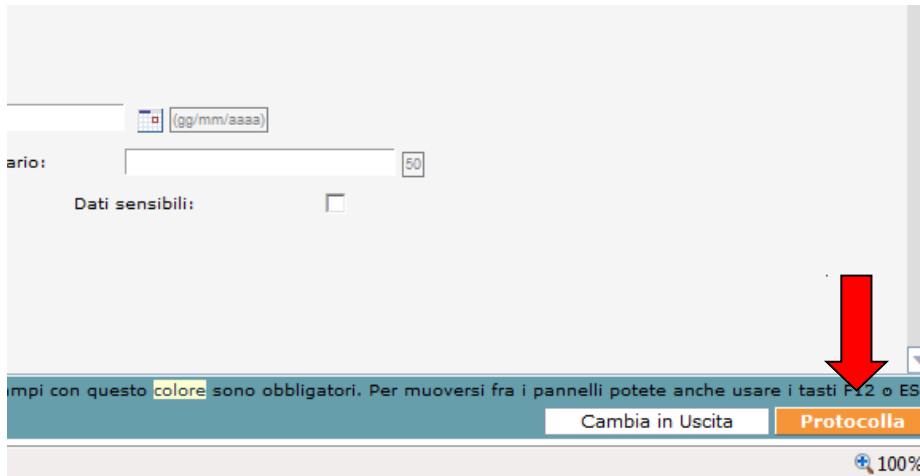 (gg/mm/aaaa)
ario: 50
Dati sensibili:
mpi con questo colore sono obbligatori. Per muoversi fra i pannelli potete anche usare i tasti F12 o ES
Cambia in Uscita Protocolla
100%